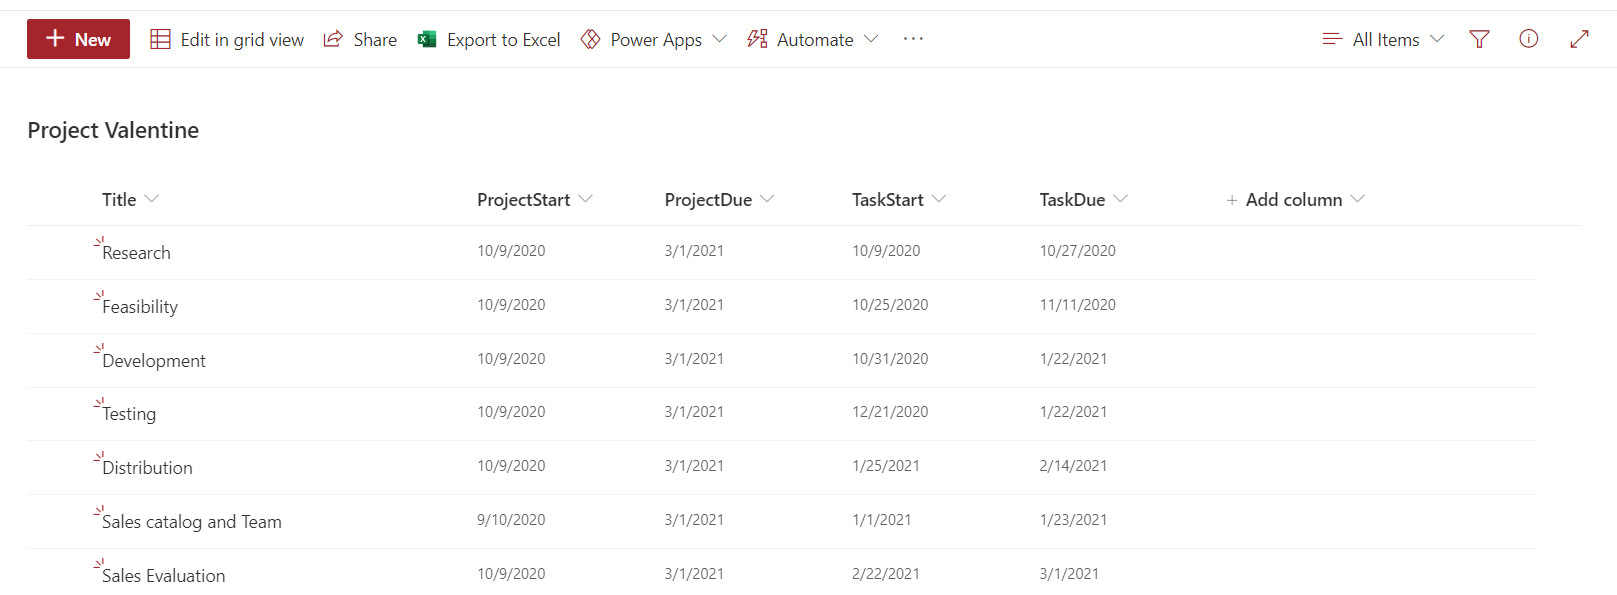 New Edit in grid view Share Export to Excel Power Apps Automate ... All Items
Project Valentine
Title ProjectStart ProjectDue TaskStart TaskDue + Add column
Research 10/9/2020 3/1/2021 10/9/2020 10/27/2020
Feasibility 10/9/2020 3/1/2021 10/25/2020 11/11/2020
Development 10/9/2020 3/1/2021 10/31/2020 1/22/2021
Testing 10/9/2020 3/1/2021 12/21/2020 1/22/2021
Distribution 10/9/2020 3/1/2021 1/25/2021 2/14/2021
Sales catalog and Team 9/10/2020 3/1/2021 1/1/2021 1/23/2021
Sales Evaluation 10/9/2020 3/1/2021 2/22/2021 3/1/2021